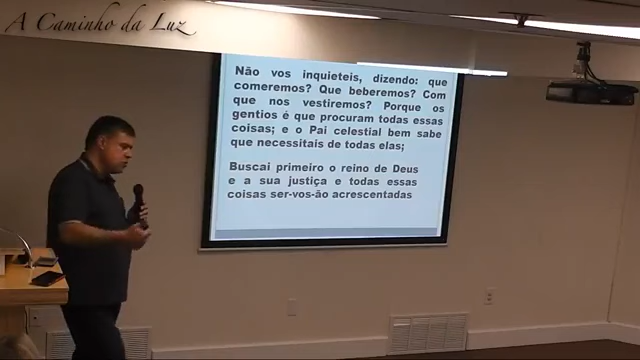 A Caminho da Luz
Não vos inquieteis, dizendo: que
comeremos? Que beberemos? Com
que nos vestiremos? Porque os
gentios é que procuram todas essas
coisas; e o Pai celestial bem sabe
que necessitais de todas elas;
Buscai primeiro o reino de Deus
e a sua justiça e todas essas
coisas ser-vos-ão acrescentadas